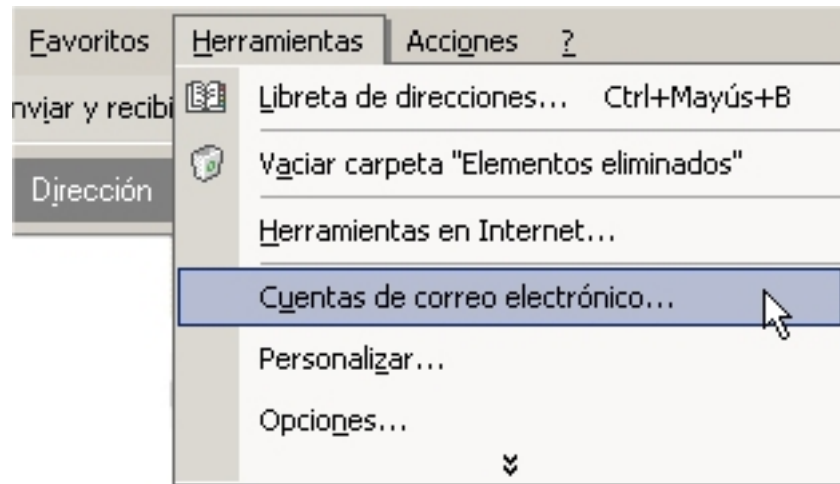 Favoritos Herramientas Acciones ?
nviar y recibi
Libreta de direcciones... Ctrl+Mayús+B
Vaciar carpeta "Elementos eliminados"
Dirección
Herramientas en Internet...
Cuentas de correo electrónico...
Personalizar...
Opciones...